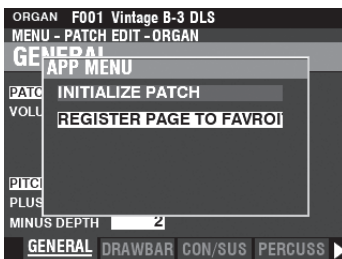 ORGAN F001 Vintage B-3 DLS
MENU - PATCH EDIT - ORGAN
GENERAL
APP MENU
PATC
INITIALIZE PATCH
VOLU
REGISTER PAGE TO FAVROI
PITC
PLUS
MINUS DEPTH 2
GENERAL DRAWBAR CON/SUS PERCUSS